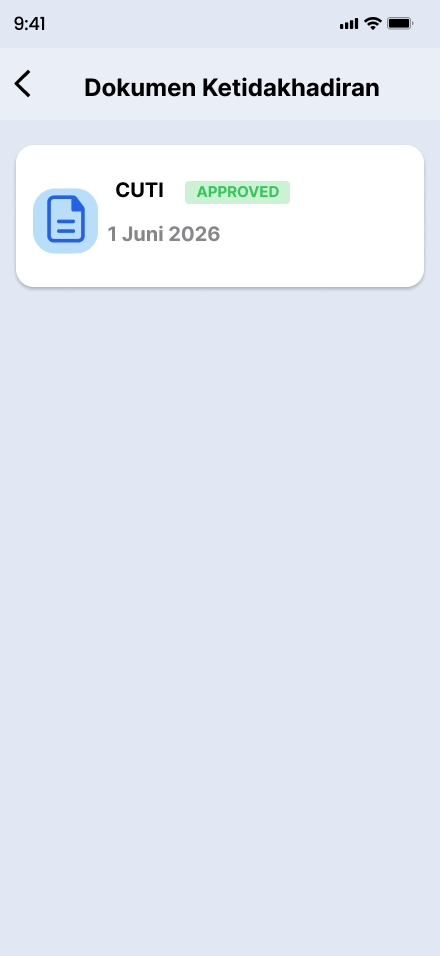 9:41
Dokumen Ketidakhadiran
CUTI APPROVED
1 Juni 2026